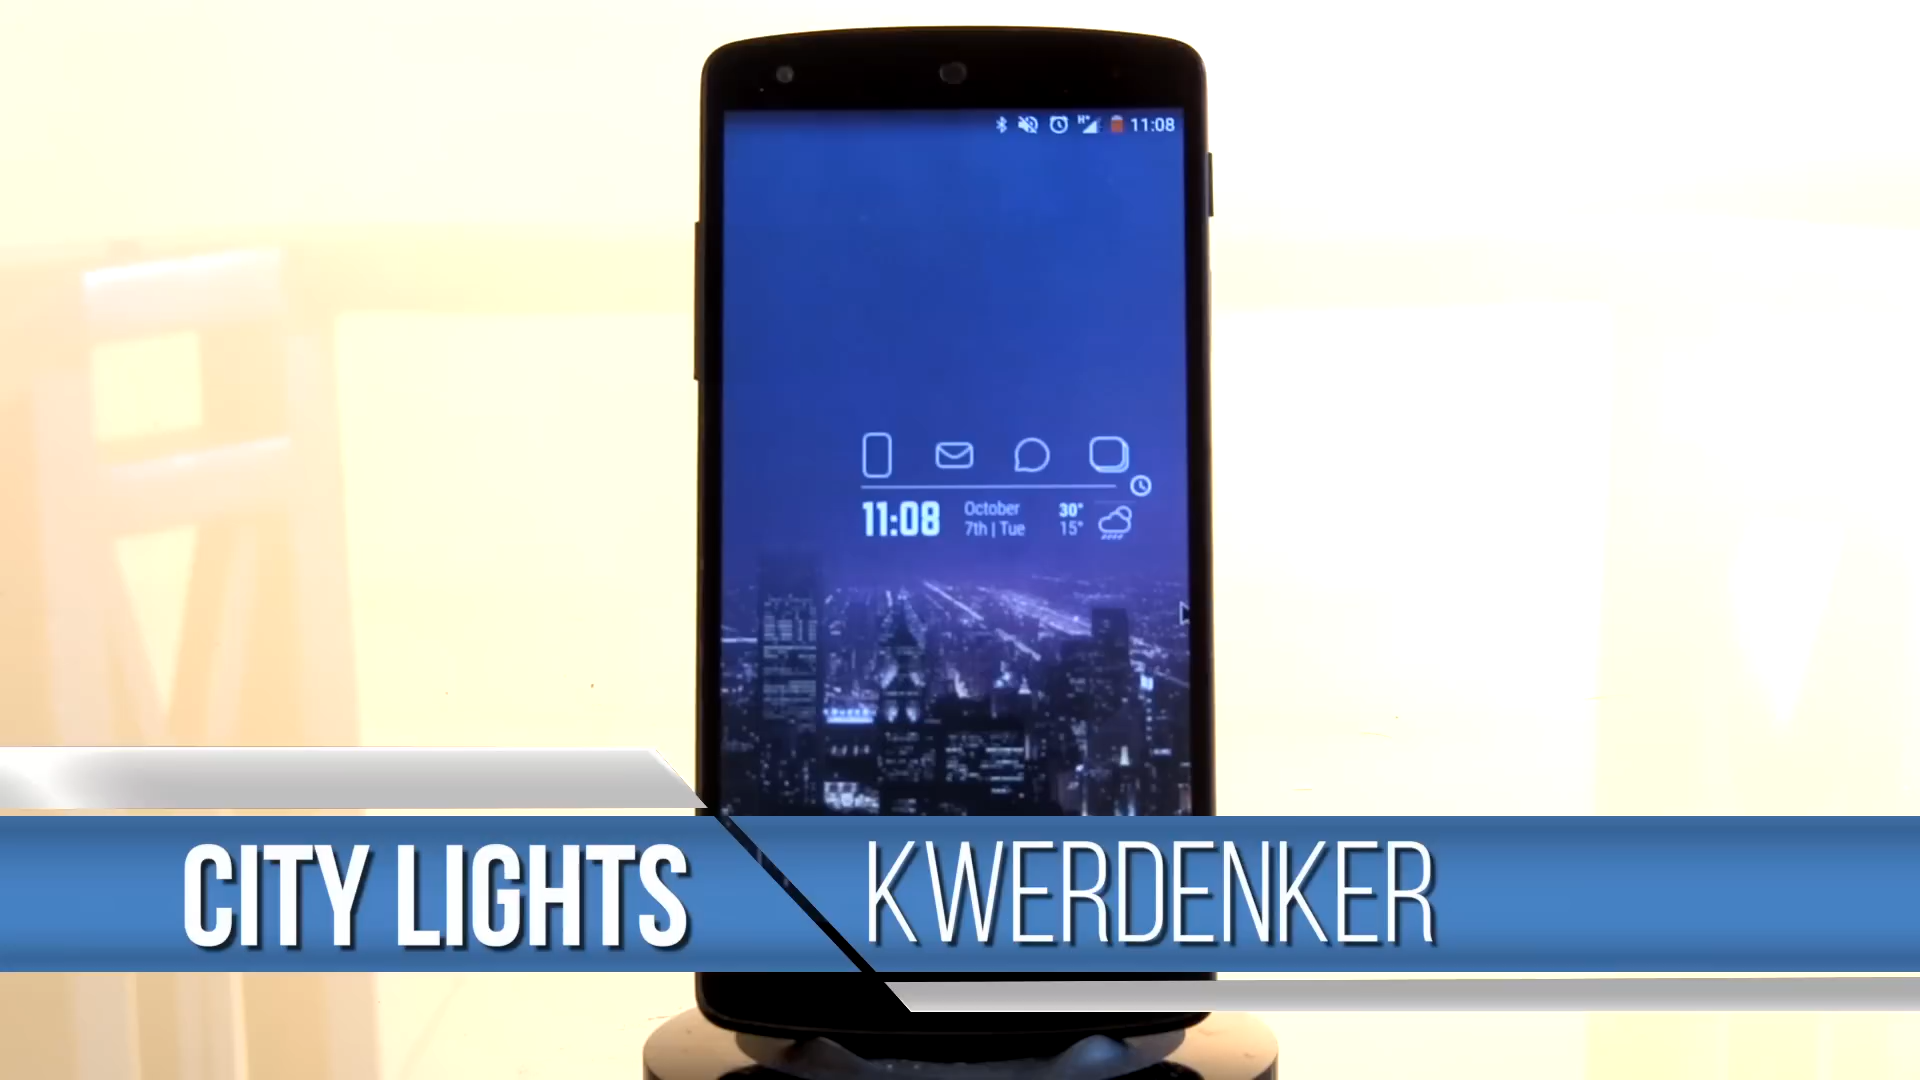 H+ 11:08
11:08 October 30°
7th | Tue 15°
CITY LIGHTS KWERDENKER